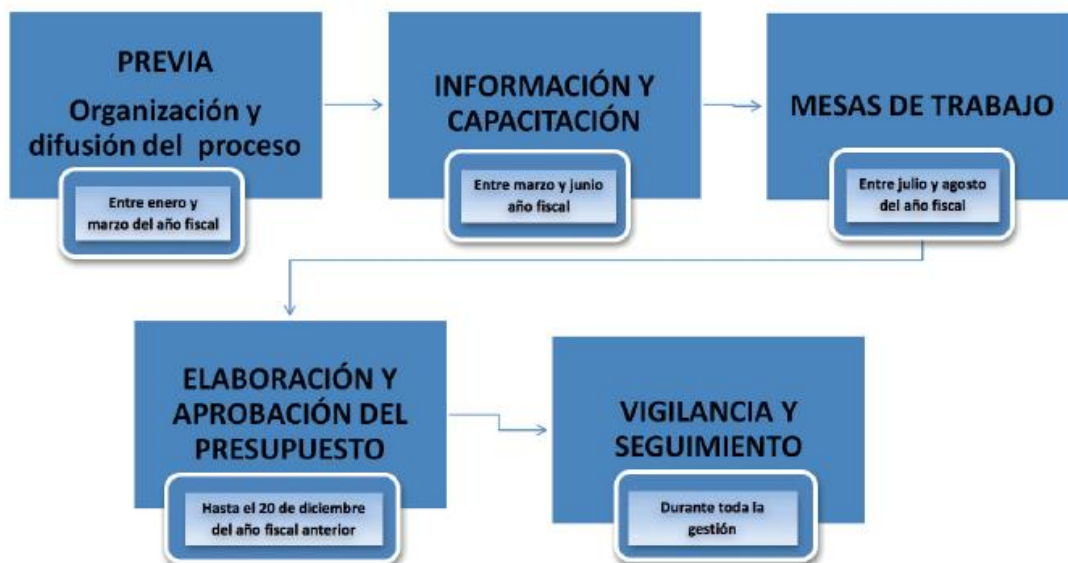 PREVIA
Organización y
difusión del proceso
Entre enero y
marzo del año fiscal
INFORMACIÓN Y
CAPACITACIÓN
Entre marzo y junio
año fiscal
MESAS DE TRABAJO
Entre julio y agosto
del año fiscal
ELABORACIÓN Y
APROBACIÓN DEL
PRESUPUESTO
Hasta el 20 de diciembre
del año fiscal anterior
VIGILANCIA Y
SEGUIMIENTO
Durante toda la
gestión